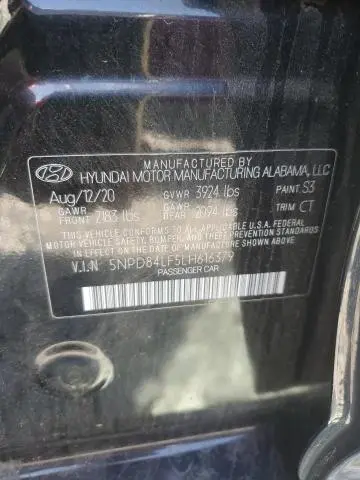 MANUFACTURED BY
HYUNDAI MOTOR MANUFACTURING ALABAMA, LLC
Aug/12/20 GVWR 3924 lbs PAINT: S3
GAWR FRONT 2183 lbs GAWR REAR 2094 lbs TRIM CT
THIS VEHICLE CONFORMS TO ALL APPLICABLE U.S.A. FEDERAL
MOTOR VEHICLE SAFETY, BUMPER, AND THEFT PREVENTION STANDARDS
IN EFFECT ON THE DATE OF MANUFACTURE SHOWN ABOVE.
V.I.N 5NPD84LF5LH616379
PASSENGER CAR